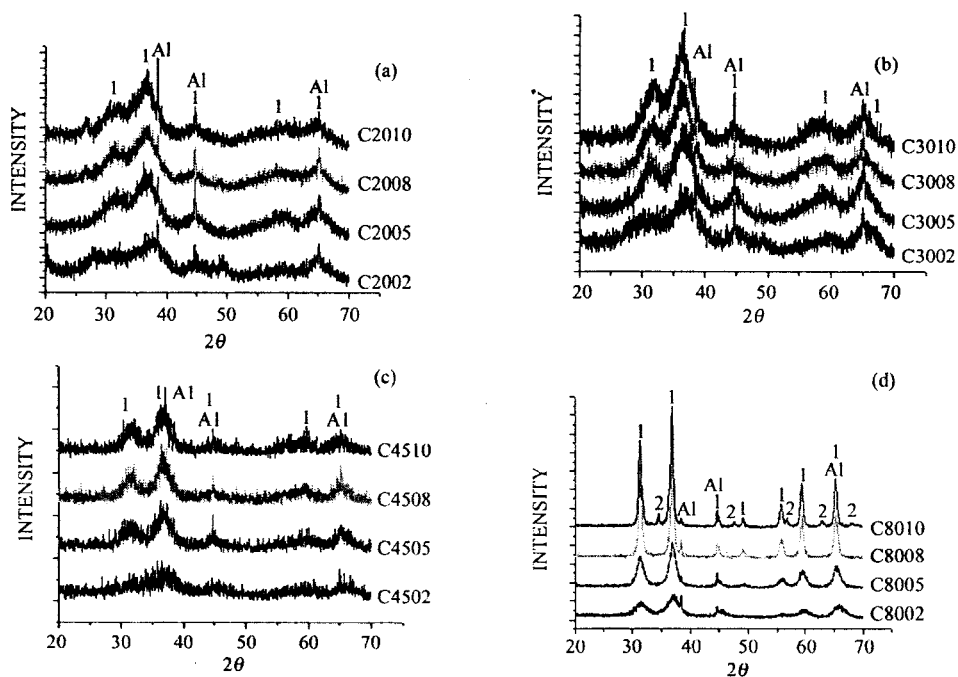 1
Al
1
Al
Al
1
1
1
(a)
C2010
C2008
C2005
C2002
INTENSITY
20 30 40 50 60 70
2θ
1
Al
1
Al
Al
1
1
(b)
C3010
C3008
C3005
C3002
INTENSITY
20 30 40 50 60 70
2θ
(c)
1
1 Al
1
Al
1
1
Al
C4510
C4508
C4505
C4502
INTENSITY
20 30 40 50 60 70
2θ
(d)
1
1
1
Al
Al
2
Al
2
1
1
2
1
2
2
C8010
C8008
C8005
C8002
INTENSITY
20 30 40 50 60 70
2θ